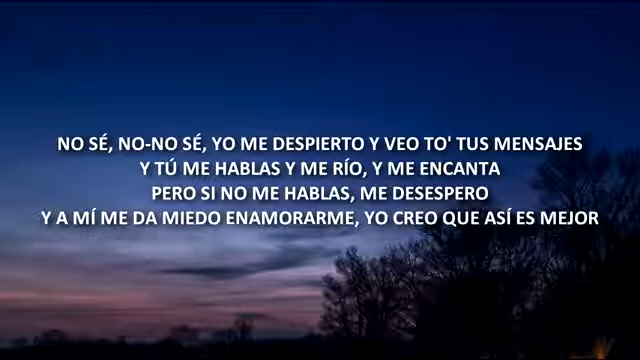 NO SÉ, NO-NO SÉ, YO ME DESPIERTO Y VEO TO' TUS MENSAJES
Y TÚ ME HABLAS Y ME RÍO, Y ME ENCANTA
PERO SI NO ME HABLAS, ME DESESPERO
Y A MÍ ME DA MIEDO ENAMORARME, YO CREO QUE ASÍ ES MEJOR